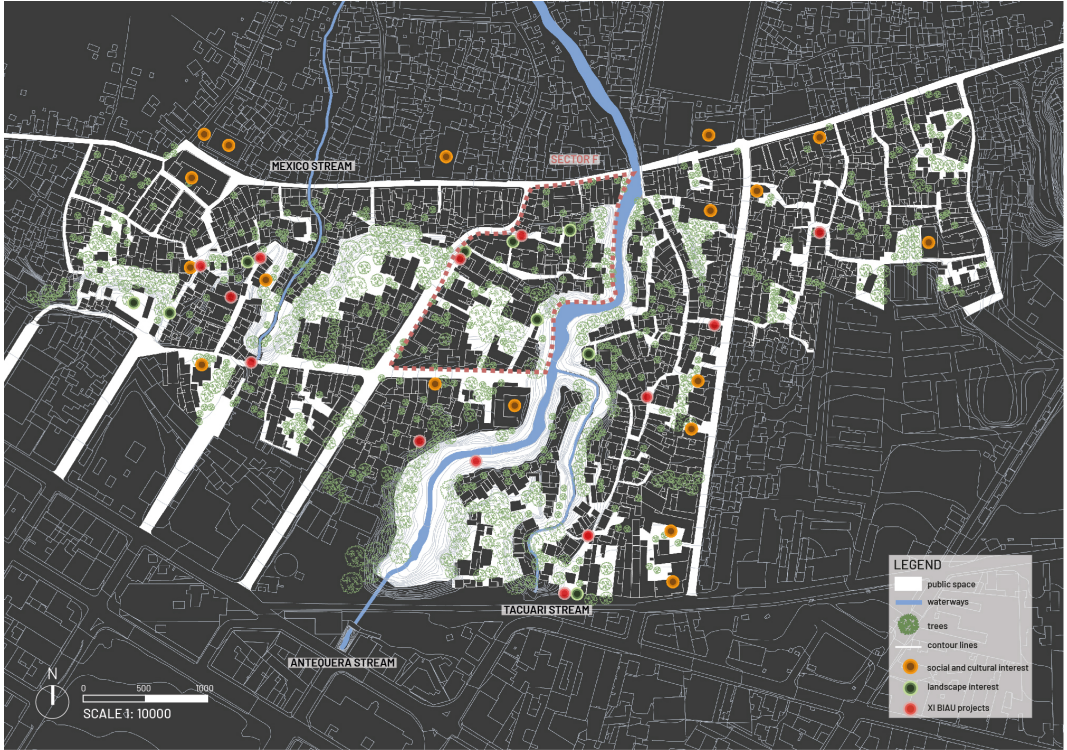 MEXICO STREAM
SECTOR F
TACUARI STREAM
ANTEQUERA STREAM
N
0 500 1000
SCALE 1: 10000
LEGEND
public space
waterways
trees
contour lines
social and cultural interest
landscape interest
XI BIAU projects